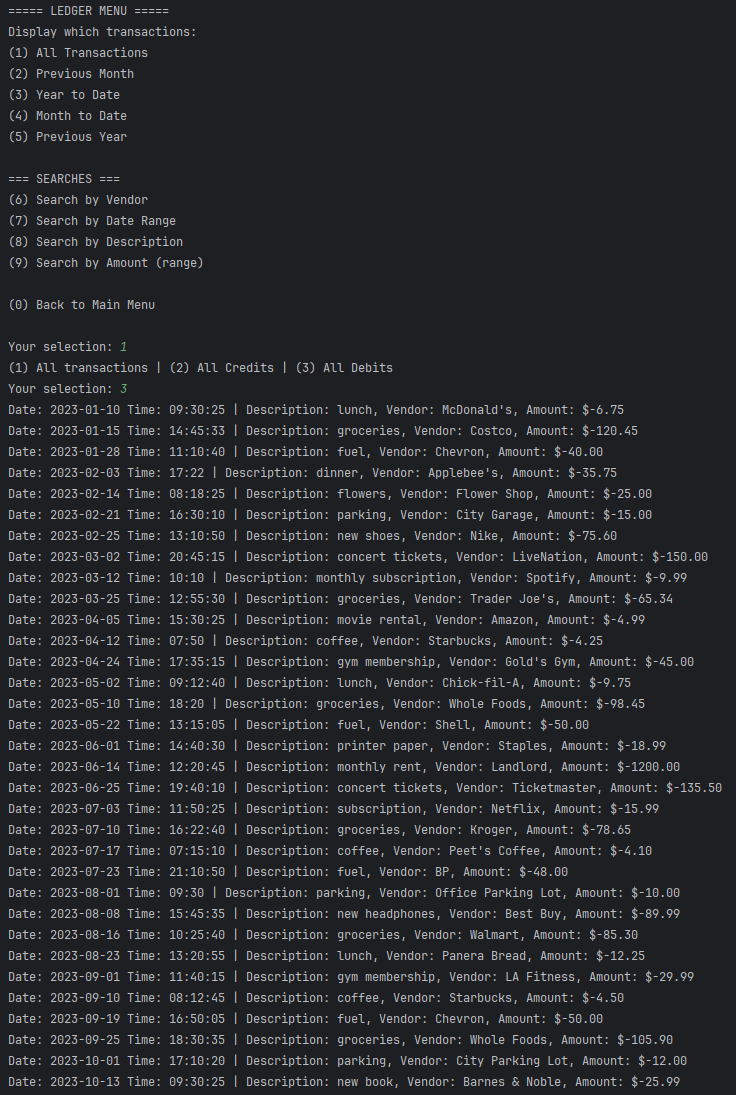 ===== LEDGER MENU =====
Display which transactions:
(1) All Transactions
(2) Previous Month
(3) Year to Date
(4) Month to Date
(5) Previous Year
=== SEARCHES ===
(6) Search by Vendor
(7) Search by Date Range
(8) Search by Description
(9) Search by Amount (range)
(0) Back to Main Menu
Your selection: 1
(1) All transactions | (2) All Credits | (3) All Debits
Your selection: 3
Date: 2023-01-10 Time: 09:30:25 | Description: lunch, Vendor: McDonald's, Amount: $-6.75
Date: 2023-01-15 Time: 14:45:33 | Description: groceries, Vendor: Costco, Amount: $-120.45
Date: 2023-01-28 Time: 11:10:40 | Description: fuel, Vendor: Chevron, Amount: $-40.00
Date: 2023-02-03 Time: 17:22 | Description: dinner, Vendor: Applebee's, Amount: $-35.75
Date: 2023-02-14 Time: 08:18:25 | Description: flowers, Vendor: Flower Shop, Amount: $-25.00
Date: 2023-02-21 Time: 16:30:10 | Description: parking, Vendor: City Garage, Amount: $-15.00
Date: 2023-02-25 Time: 13:10:50 | Description: new shoes, Vendor: Nike, Amount: $-75.60
Date: 2023-03-02 Time: 20:45:15 | Description: concert tickets, Vendor: LiveNation, Amount: $-150.00
Date: 2023-03-12 Time: 10:10 | Description: monthly subscription, Vendor: Spotify, Amount: $-9.99
Date: 2023-03-25 Time: 12:55:30 | Description: groceries, Vendor: Trader Joe's, Amount: $-65.34
Date: 2023-04-05 Time: 15:30:25 | Description: movie rental, Vendor: Amazon, Amount: $-4.99
Date: 2023-04-12 Time: 07:50 | Description: coffee, Vendor: Starbucks, Amount: $-4.25
Date: 2023-04-24 Time: 17:35:15 | Description: gym membership, Vendor: Gold's Gym, Amount: $-45.00
Date: 2023-05-02 Time: 09:12:40 | Description: lunch, Vendor: Chick-fil-A, Amount: $-9.75
Date: 2023-05-10 Time: 18:20 | Description: groceries, Vendor: Whole Foods, Amount: $-98.45
Date: 2023-05-22 Time: 13:15:05 | Description: fuel, Vendor: Shell, Amount: $-50.00
Date: 2023-06-01 Time: 14:40:30 | Description: printer paper, Vendor: Staples, Amount: $-18.99
Date: 2023-06-14 Time: 12:20:45 | Description: monthly rent, Vendor: Landlord, Amount: $-1200.00
Date: 2023-06-25 Time: 19:40:10 | Description: concert tickets, Vendor: Ticketmaster, Amount: $-135.50
Date: 2023-07-03 Time: 11:50:25 | Description: subscription, Vendor: Netflix, Amount: $-15.99
Date: 2023-07-10 Time: 16:22:40 | Description: groceries, Vendor: Kroger, Amount: $-78.65
Date: 2023-07-17 Time: 07:15:10 | Description: coffee, Vendor: Peet's Coffee, Amount: $-4.10
Date: 2023-07-23 Time: 21:10:50 | Description: fuel, Vendor: BP, Amount: $-48.00
Date: 2023-08-01 Time: 09:30 | Description: parking, Vendor: Office Parking Lot, Amount: $-10.00
Date: 2023-08-08 Time: 15:45:35 | Description: new headphones, Vendor: Best Buy, Amount: $-89.99
Date: 2023-08-16 Time: 10:25:40 | Description: groceries, Vendor: Walmart, Amount: $-85.30
Date: 2023-08-23 Time: 13:20:55 | Description: lunch, Vendor: Panera Bread, Amount: $-12.25
Date: 2023-09-01 Time: 11:40:15 | Description: gym membership, Vendor: LA Fitness, Amount: $-29.99
Date: 2023-09-10 Time: 08:12:45 | Description: coffee, Vendor: Starbucks, Amount: $-4.50
Date: 2023-09-19 Time: 16:50:05 | Description: fuel, Vendor: Chevron, Amount: $-50.00
Date: 2023-09-25 Time: 18:30:35 | Description: groceries, Vendor: Whole Foods, Amount: $-105.90
Date: 2023-10-01 Time: 17:10:20 | Description: parking, Vendor: City Parking Lot, Amount: $-12.00
Date: 2023-10-13 Time: 09:30:25 | Description: new book, Vendor: Barnes & Noble, Amount: $-25.99